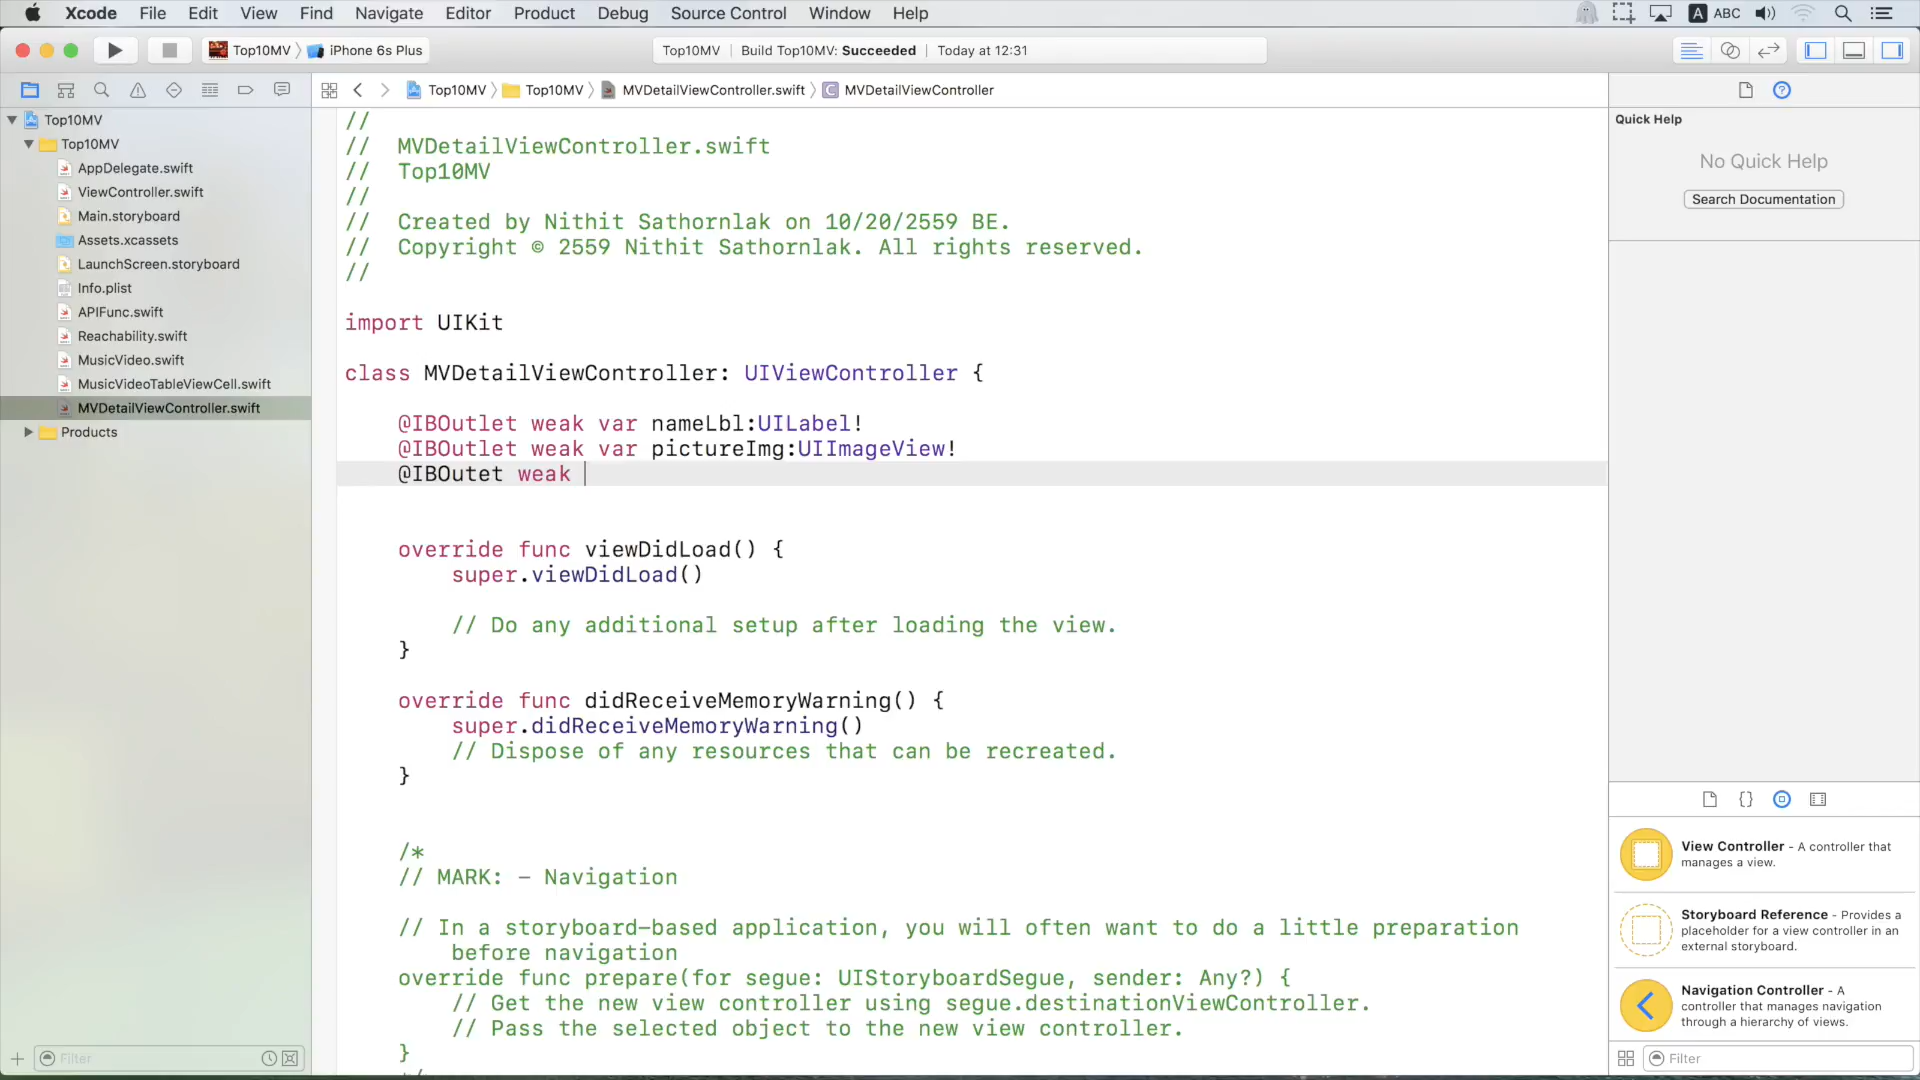 Xcode File Edit View Find Navigate Editor Product Debug Source Control Window Help A ABC
Top10MV iPhone 6s Plus Top10MV Build Top10MV: Succeeded Today at 12:31
Top10MV Top10MV MVDetailViewController.swift C MVDetailViewController
Top10MV
Top10MV
AppDelegate.swift
ViewController.swift
Main.storyboard
Assets.xcassets
LaunchScreen.storyboard
Info.plist
APIFunc.swift
Reachability.swift
MusicVideo.swift
MusicVideoTableViewCell.swift
MVDetailViewController.swift
Products
Filter
//
// MVDetailViewController.swift
// Top10MV
//
// Created by Nithit Sathornlak on 10/20/2559 BE.
// Copyright © 2559 Nithit Sathornlak. All rights reserved.
//
import UIKit
class MVDetailViewController: UIViewController {
@IBOutlet weak var nameLbl:UILabel!
@IBOutlet weak var pictureImg:UIImageView!
@IBOutet weak
override func viewDidLoad() {
super.viewDidLoad()
// Do any additional setup after loading the view.
}
override func didReceiveMemoryWarning() {
super.didReceiveMemoryWarning()
// Dispose of any resources that can be recreated.
}
/*
// MARK: - Navigation
// In a storyboard-based application, you will often want to do a little preparation
before navigation
override func prepare(for segue: UIStoryboardSegue, sender: Any?) {
// Get the new view controller using segue.destinationViewController.
// Pass the selected object to the new view controller.
}
Quick Help
No Quick Help
Search Documentation
View Controller - A controller that
manages a view.
Storyboard Reference - Provides a
placeholder for a view controller in an
external storyboard.
Navigation Controller - A
controller that manages navigation
through a hierarchy of views.
Filter